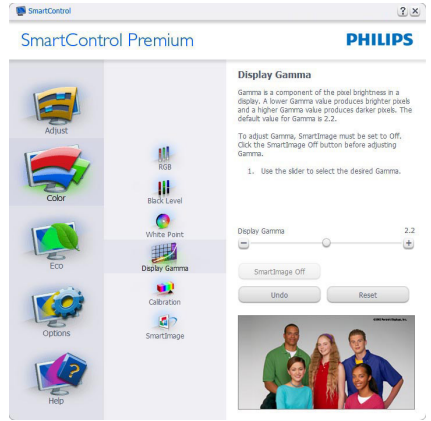 SmartControl
?
SmartControl Premium
PHILIPS
Adjust
Color
Eco
Options
?
Help
RGB
Black Level
White Point
Display Gamma
Calibration
SmartImage
Display Gamma
Gamma is a component of the pixel brightness in a
display. A lower Gamma value produces brighter pixels
and a higher Gamma value produces darker pixels. The
default value for Gamma is 2.2.
To adjust Gamma, SmartImage must be set to Off.
Click the SmartImage Off button before adjusting
Gamma.
1. Use the slider to select the desired Gamma.
Display Gamma 2.2
SmartImage Off
Undo Reset